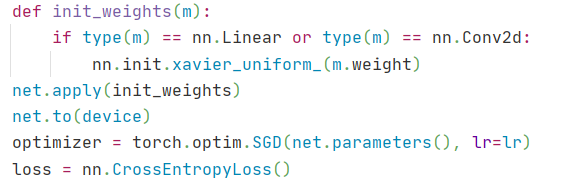 def init_weights(m):
    if type(m) == nn.Linear or type(m) == nn.Conv2d:
        nn.init.xavier_uniform_(m.weight)
net.apply(init_weights)
net.to(device)
optimizer = torch.optim.SGD(net.parameters(), lr=lr)
loss = nn.CrossEntropyLoss()